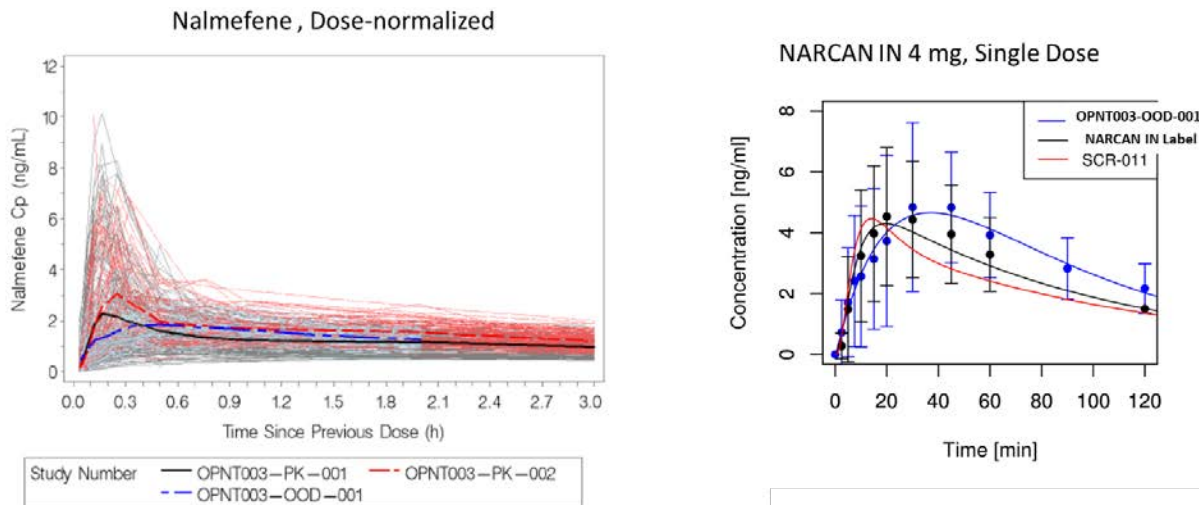 Nalmefene , Dose-normalized
12
10
8
6
4
2
0
Nalmefene Cp (ng/mL)
0.0 0.3 0.6 0.9 1.2 1.5 1.8 2.1 2.4 2.7 3.0
Time Since Previous Dose (h)
Study Number OPNT003-PK-001 OPNT003-PK-002
OPNT003-OOD-001
NARCAN IN 4 mg, Single Dose
OPNT003-OOD-001
NARCAN IN Label
SCR-011
8
6
4
2
0
Concentration [ng/ml]
0 20 40 60 80 100 120
Time [min]